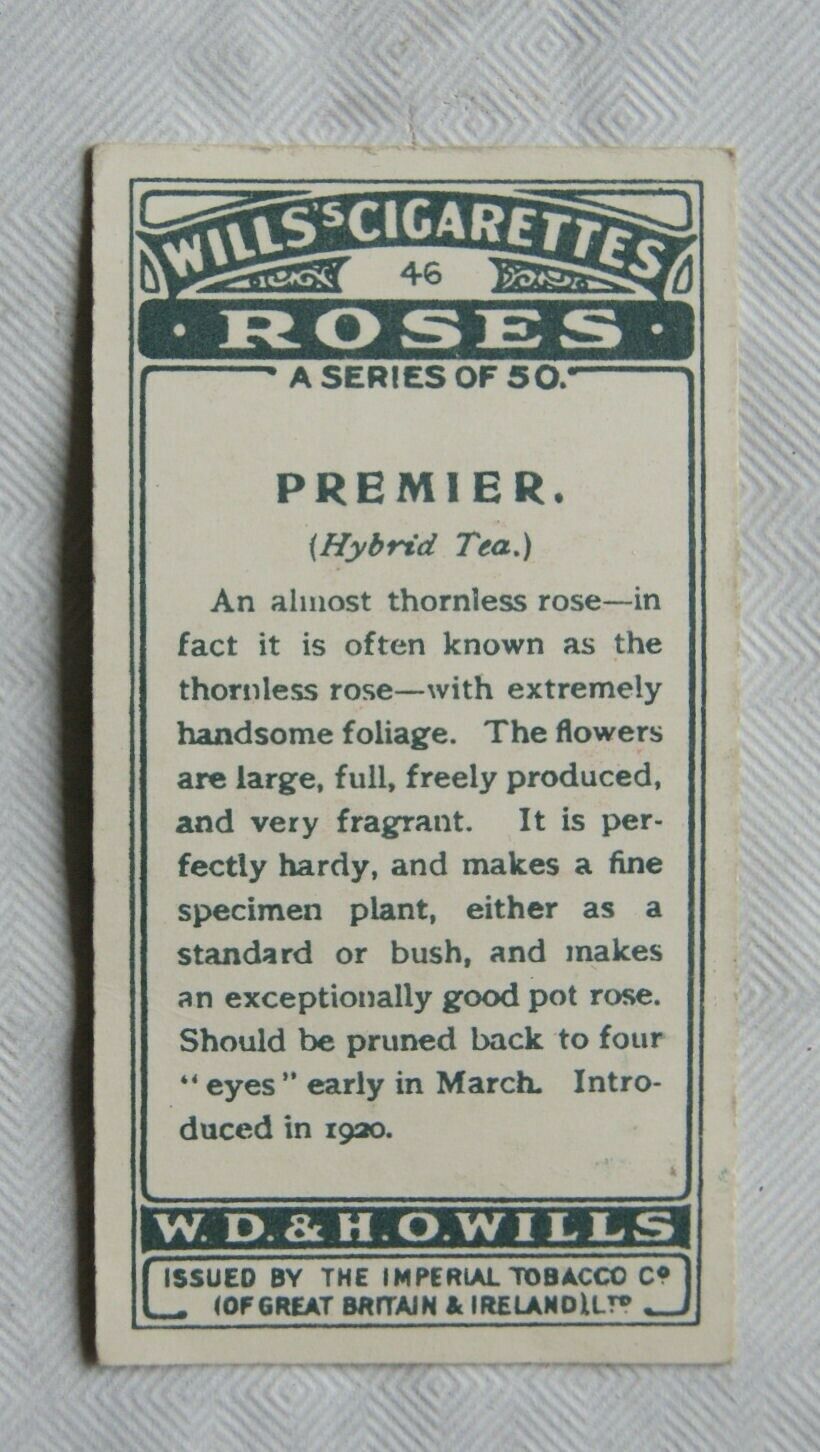 WILLS'S CIGARETTES
46
· ROSES ·
A SERIES OF 50.
PREMIER.
(Hybrid Tea.)
An almost thornless rose—in
fact it is often known as the
thornless rose—with extremely
handsome foliage. The flowers
are large, full, freely produced,
and very fragrant. It is per-
fectly hardy, and makes a fine
specimen plant, either as a
standard or bush, and makes
an exceptionally good pot rose.
Should be pruned back to four
“eyes” early in March. Intro-
duced in 1920.
W. D. & H. O. WILLS
ISSUED BY THE IMPERIAL TOBACCO Cº
(OF GREAT BRITAIN & IRELAND), LTD